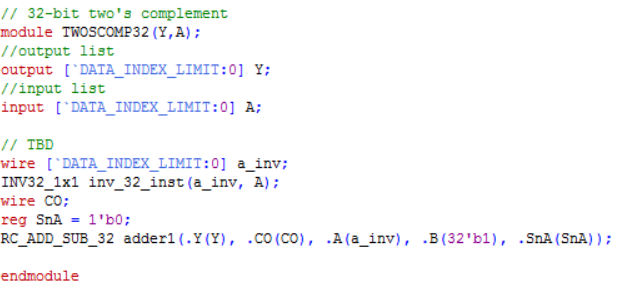 // 32-bit two's complement
module TWOSCOMP32(Y,A);
//output list
output [`DATA_INDEX_LIMIT:0] Y;
//input list
input [`DATA_INDEX_LIMIT:0] A;
// TBD
wire [`DATA_INDEX_LIMIT:0] a_inv;
INV32_1x1 inv_32_inst(a_inv, A);
wire CO;
reg SnA = 1'b0;
RC_ADD_SUB_32 adder1(.Y(Y), .CO(CO), .A(a_inv), .B(32'b1), .SnA(SnA));
endmodule